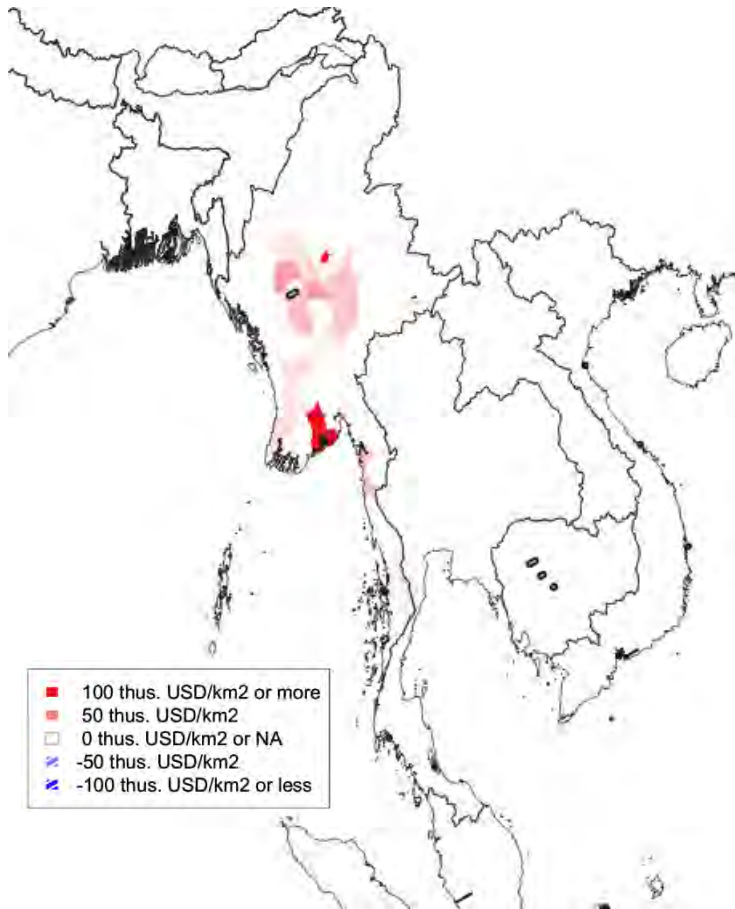 100 thus. USD/km2 or more
50 thus. USD/km2
0 thus. USD/km2 or NA
-50 thus. USD/km2
-100 thus. USD/km2 or less